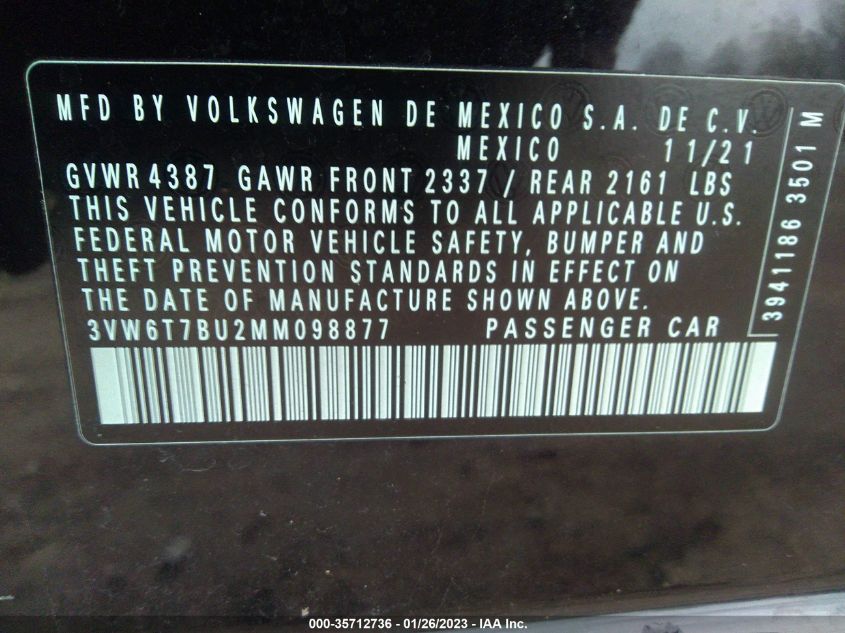 MFD BY VOLKSWAGEN DE MEXICO S.A. DE C.V.
MEXICO 11/21
GVWR 4387 GAWR FRONT 2337 / REAR 2161 LBS
THIS VEHICLE CONFORMS TO ALL APPLICABLE U.S.
FEDERAL MOTOR VEHICLE SAFETY, BUMPER AND
THEFT PREVENTION STANDARDS IN EFFECT ON
THE DATE OF MANUFACTURE SHOWN ABOVE.
3VW6T7BU2MM098877 PASSENGER CAR
3941186 3501 M
000-35712736 - 01/26/2023 - IAA Inc.